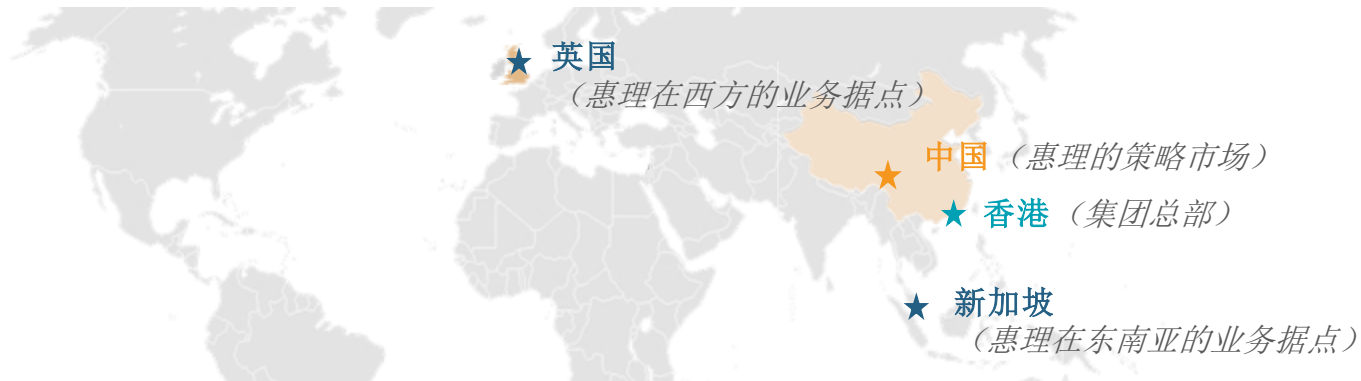 英国
（惠理在西方的业务据点）
中国（惠理的策略市场）
香港（集团总部）
新加坡
（惠理在东南亚的业务据点）